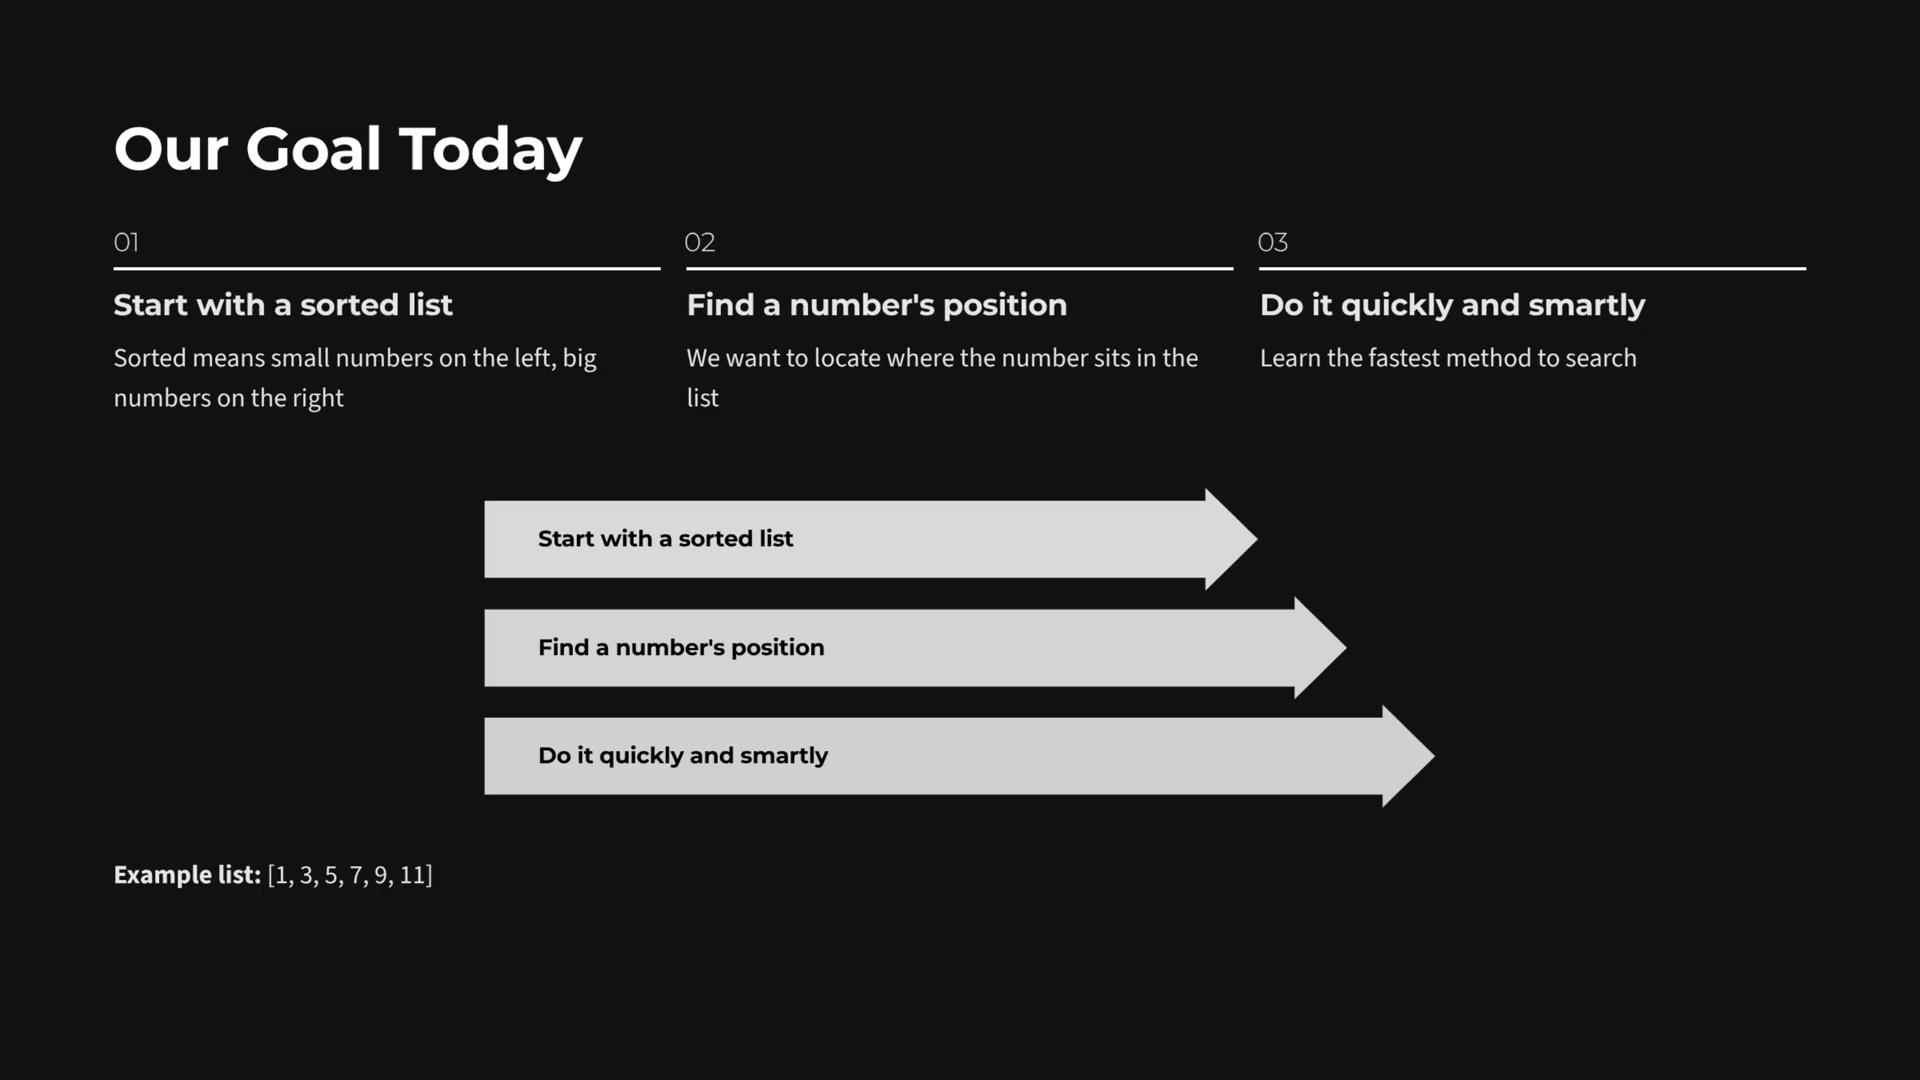 Our Goal Today
01
Start with a sorted list
Sorted means small numbers on the left, big
numbers on the right
02
Find a number's position
We want to locate where the number sits in the
list
03
Do it quickly and smartly
Learn the fastest method to search
Start with a sorted list
Find a number's position
Do it quickly and smartly
Example list: [1, 3, 5, 7, 9, 11]